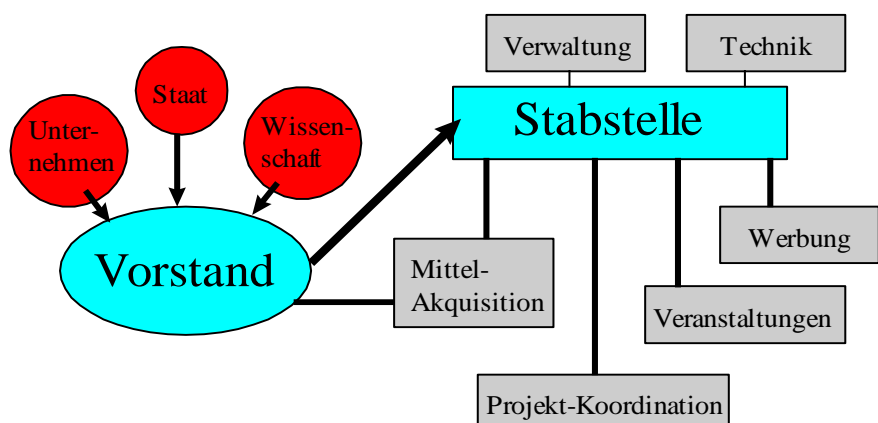 Verwaltung
Technik
Staat
Stabstelle
Unter-
nehmen
Wissen-
schaft
Vorstand
Mittel-
Akquisition
Werbung
Veranstaltungen
Projekt-Koordination